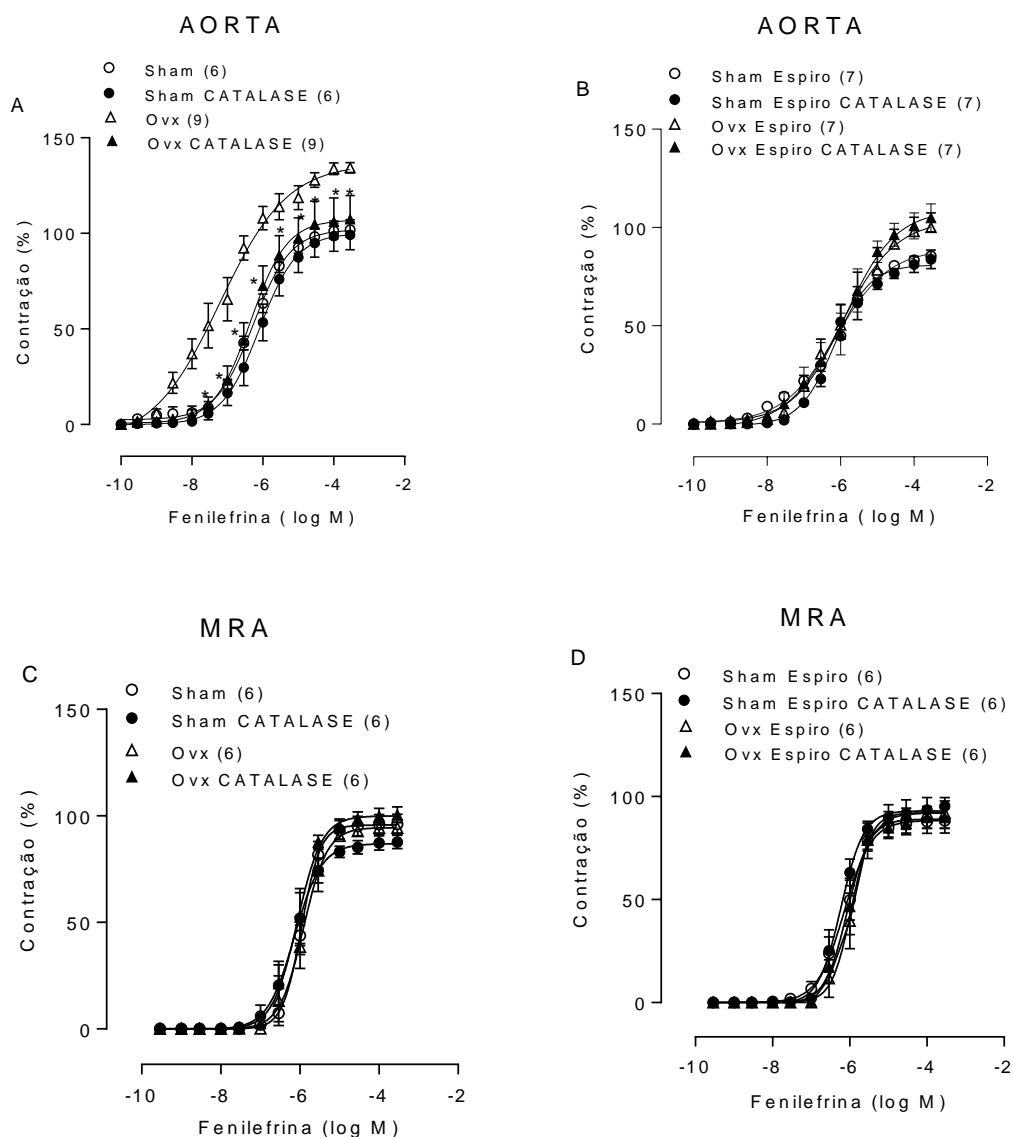 AORTA
Sham (6)
Sham CATALASE (6)
Ovx (9)
Ovx CATALASE (9)
A
150
100
50
0
Contração (%)
* * * * * * * * *
-10 -8 -6 -4 -2
Fenilefrina ( log M)
AORTA
Sham Espiro (7)
Sham Espiro CATALASE (7)
Ovx Espiro (7)
Ovx Espiro CATALASE (7)
B
150
100
50
0
Contração (%)
-10 -8 -6 -4 -2
Fenilefrina ( log M)
MRA
C
Sham (6)
Sham CATALASE (6)
Ovx (6)
Ovx CATALASE (6)
150
100
50
0
Contração (%)
-10 -8 -6 -4 -2
Fenilefrina (log M)
MRA
D
Sham Espiro (6)
Sham Espiro CATALASE (6)
Ovx Espiro (6)
Ovx Espiro CATALASE (6)
150
100
50
0
Contração (%)
-10 -8 -6 -4 -2
Fenilefrina (log M)